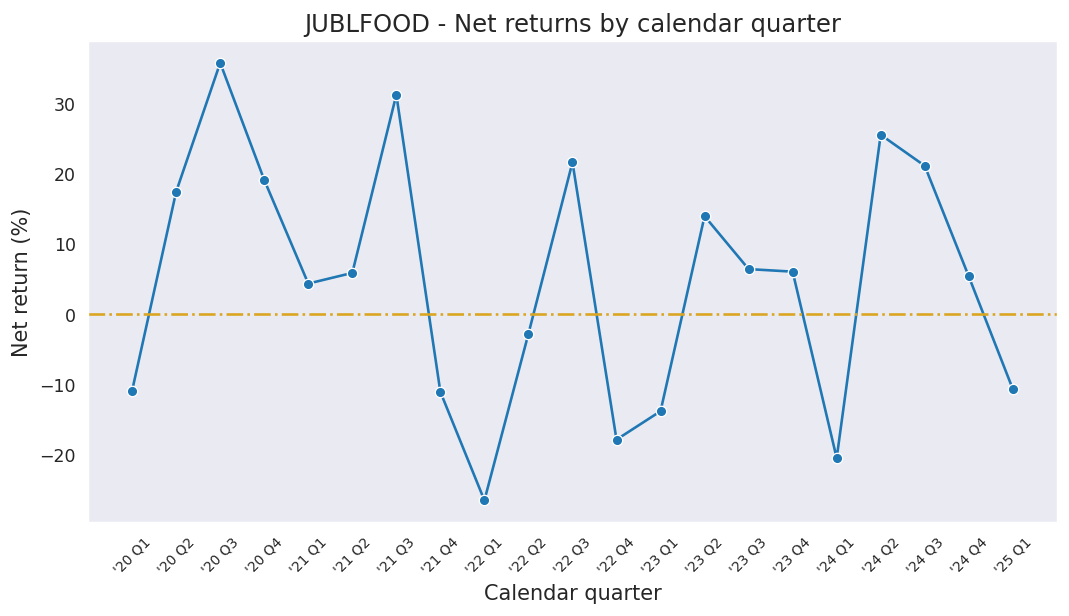 JUBLFOOD - Net returns by calendar quarter
Net return (%)
30
20
10
0
−10
−20
'20 Q1
'20 Q2
'20 Q3
'20 Q4
'21 Q1
'21 Q2
'21 Q3
'21 Q4
'22 Q1
'22 Q2
'22 Q3
'22 Q4
'23 Q1
'23 Q2
'23 Q3
'23 Q4
'24 Q1
'24 Q2
'24 Q3
'24 Q4
'25 Q1
Calendar quarter